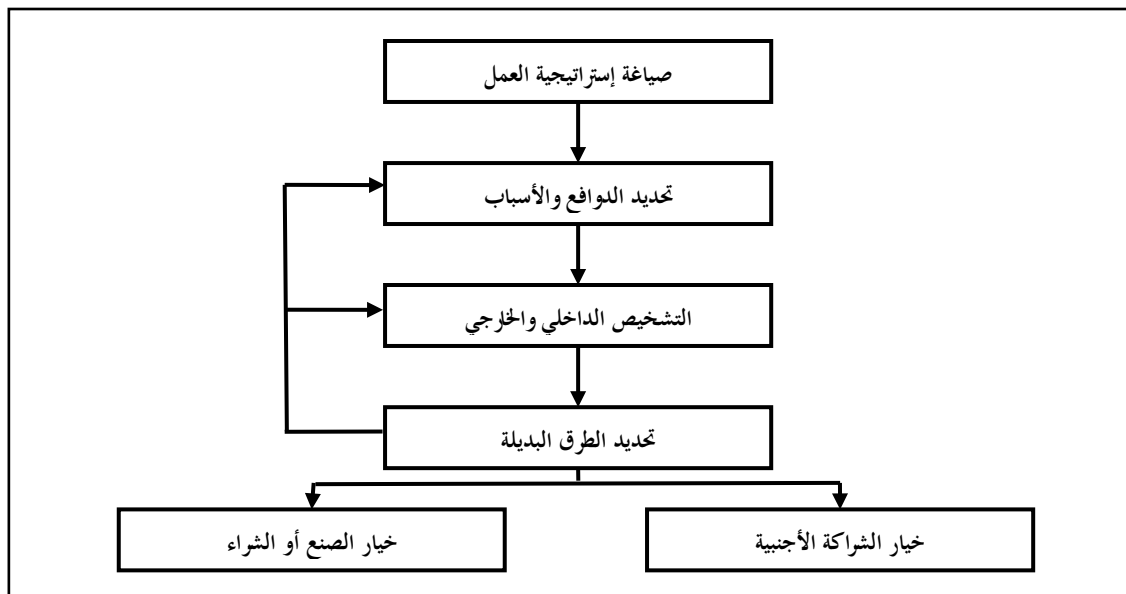 صياغة إستراتيجية العمل
تحديد الدوافع والأسباب
التشخيص الداخلي والخارجي
تحديد الطرق البديلة
خيار الشراكة الأجنبية
خيار الصنع أو الشراء